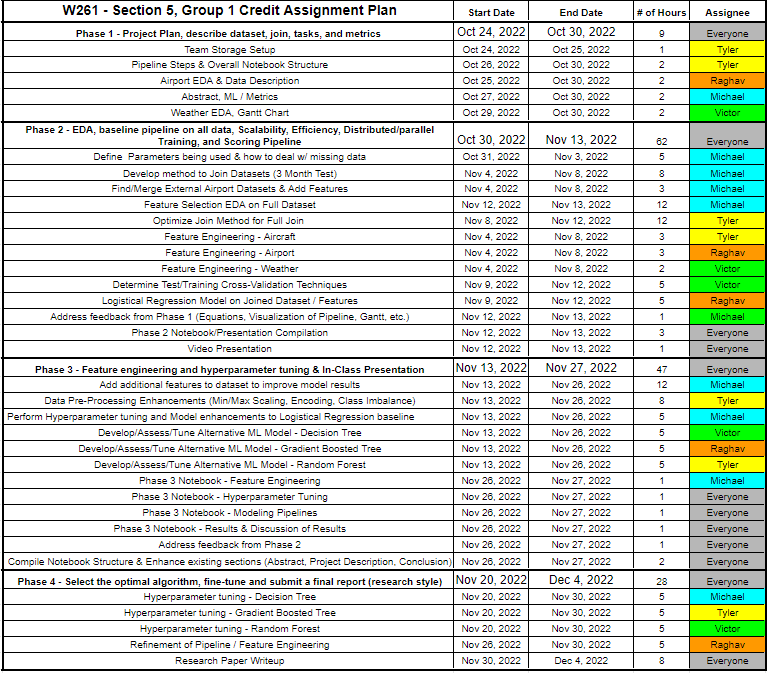 W261 - Section 5, Group 1 Credit Assignment Plan Start Date End Date # of Hours Assignee
Phase 1 - Project Plan, describe dataset, join, tasks, and metrics Oct 24, 2022 Oct 30, 2022 9 Everyone
Team Storage Setup Oct 24, 2022 Oct 25, 2022 1 Tyler
Pipeline Steps & Overall Notebook Structure Oct 26, 2022 Oct 30, 2022 2 Tyler
Airport EDA & Data Description Oct 25, 2022 Oct 30, 2022 2 Raghav
Abstract, ML / Metrics Oct 27, 2022 Oct 30, 2022 2 Michael
Weather EDA, Gantt Chart Oct 29, 2022 Oct 30, 2022 2 Victor
Phase 2 - EDA, baseline pipeline on all data, Scalability, Efficiency, Distributed/parallel
Training, and Scoring Pipeline Oct 30, 2022 Nov 13, 2022 62 Everyone
Define Parameters being used & how to deal w/ missing data Oct 31, 2022 Nov 3, 2022 5 Michael
Develop method to Join Datasets (3 Month Test) Nov 4, 2022 Nov 8, 2022 8 Michael
Find/Merge External Airport Datasets & Add Features Nov 4, 2022 Nov 8, 2022 3 Michael
Feature Selection EDA on Full Dataset Nov 12, 2022 Nov 13, 2022 12 Michael
Optimize Join Method for Full Join Nov 8, 2022 Nov 12, 2022 12 Tyler
Feature Engineering - Aircraft Nov 4, 2022 Nov 8, 2022 3 Tyler
Feature Engineering - Airport Nov 4, 2022 Nov 8, 2022 3 Raghav
Feature Engineering - Weather Nov 4, 2022 Nov 8, 2022 2 Victor
Determine Test/Training Cross-Validation Techniques Nov 9, 2022 Nov 12, 2022 5 Victor
Logistical Regression Model on Joined Dataset / Features Nov 9, 2022 Nov 12, 2022 5 Raghav
Address feedback from Phase 1 (Equations, Visualization of Pipeline, Gantt, etc.) Nov 12, 2022 Nov 13, 2022 1 Michael
Phase 2 Notebook/Presentation Compilation Nov 12, 2022 Nov 13, 2022 3 Everyone
Video Presentation Nov 12, 2022 Nov 13, 2022 1 Everyone
Phase 3 - Feature engineering and hyperparameter tuning & In-Class Presentation Nov 13, 2022 Nov 27, 2022 47 Everyone
Add additional features to dataset to improve model results Nov 13, 2022 Nov 26, 2022 12 Michael
Data Pre-Processing Enhancements (Min/Max Scaling, Encoding, Class Imbalance) Nov 13, 2022 Nov 26, 2022 8 Tyler
Perform Hyperparameter tuning and Model enhancements to Logistical Regression baseline Nov 13, 2022 Nov 26, 2022 5 Michael
Develop/Assess/Tune Alternative ML Model - Decision Tree Nov 13, 2022 Nov 26, 2022 5 Victor
Develop/Assess/Tune Alternative ML Model - Gradient Boosted Tree Nov 13, 2022 Nov 26, 2022 5 Raghav
Develop/Assess/Tune Alternative ML Model - Random Forest Nov 13, 2022 Nov 26, 2022 5 Tyler
Phase 3 Notebook - Feature Engineering Nov 26, 2022 Nov 27, 2022 1 Michael
Phase 3 Notebook - Hyperparameter Tuning Nov 26, 2022 Nov 27, 2022 1 Everyone
Phase 3 Notebook - Modeling Pipelines Nov 26, 2022 Nov 27, 2022 1 Everyone
Phase 3 Notebook - Results & Discussion of Results Nov 26, 2022 Nov 27, 2022 1 Everyone
Address feedback from Phase 2 Nov 26, 2022 Nov 27, 2022 1 Everyone
Compile Notebook Structure & Enhance existing sections (Abstract, Project Description, Conclusion) Nov 26, 2022 Nov 27, 2022 2 Everyone
Phase 4 - Select the optimal algorithm, fine-tune and submit a final report (research style) Nov 20, 2022 Dec 4, 2022 28 Everyone
Hyperparameter tuning - Decision Tree Nov 20, 2022 Nov 30, 2022 5 Michael
Hyperparameter tuning - Gradient Boosted Tree Nov 20, 2022 Nov 30, 2022 5 Tyler
Hyperparameter tuning - Random Forest Nov 20, 2022 Nov 30, 2022 5 Victor
Refinement of Pipeline / Feature Engineering Nov 26, 2022 Nov 30, 2022 5 Raghav
Research Paper Writeup Nov 30, 2022 Dec 4, 2022 8 Everyone